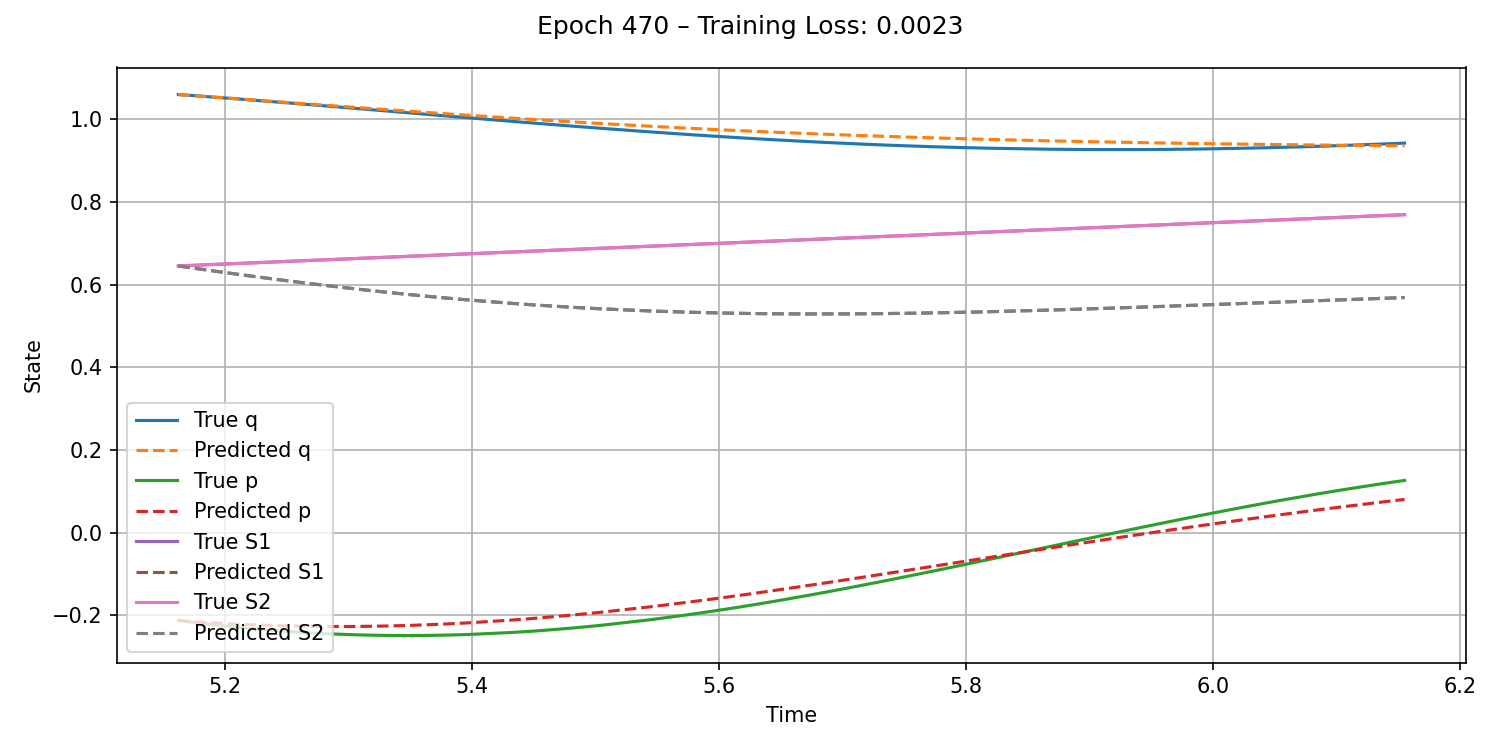 Epoch 470 – Training Loss: 0.0023
1.0
0.8
0.6
0.4
0.2
0.0
−0.2
State
True q
Predicted q
True p
Predicted p
True S1
Predicted S1
True S2
Predicted S2
5.2 5.4 5.6 5.8 6.0 6.2
Time